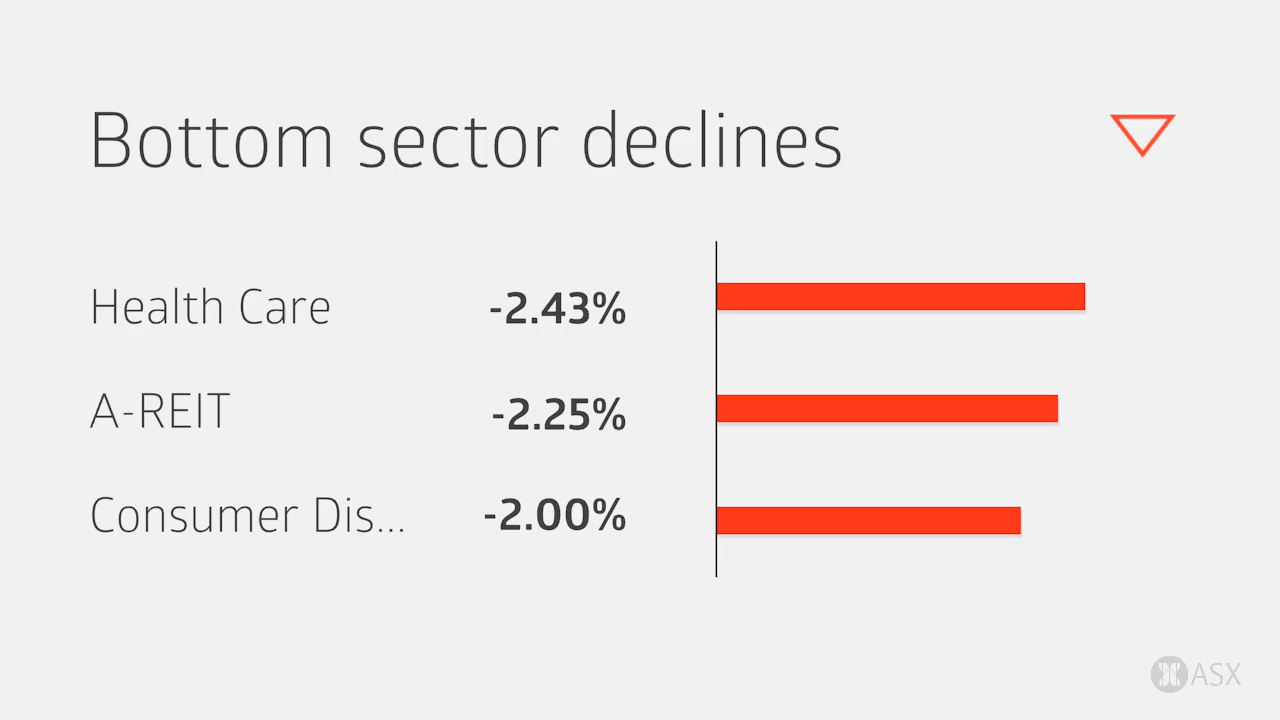 Bottom sector declines
Health Care -2.43%
A-REIT -2.25%
Consumer Dis... -2.00%
ASX